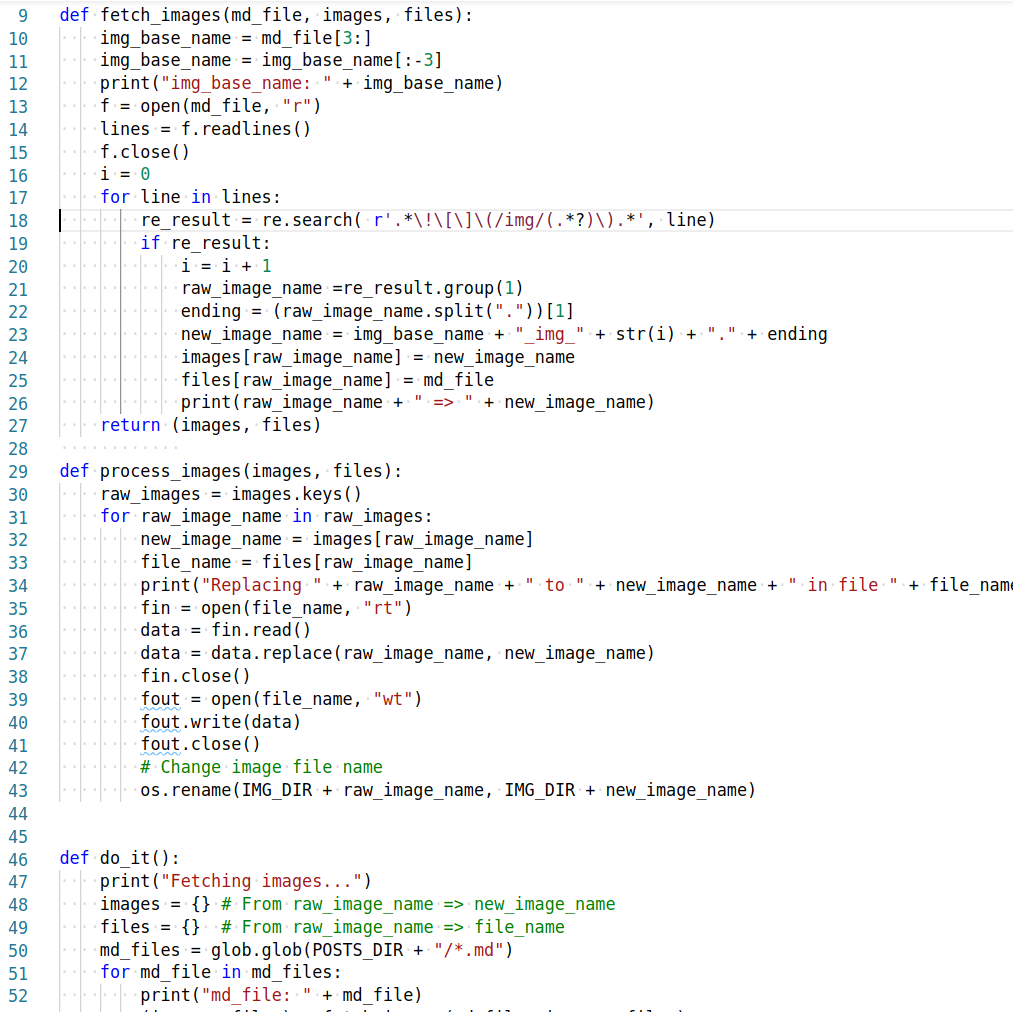 9 def fetch_images(md_file, images, files):
10     img_base_name = md_file[3:]
11     img_base_name = img_base_name[:-3]
12     print("img_base_name: " + img_base_name)
13     f = open(md_file, "r")
14     lines = f.readlines()
15     f.close()
16     i = 0
17     for line in lines:
18         re_result = re.search( r'.*\!\[\]\(/img/(.*?)\).*', line)
19         if re_result:
20             i = i + 1
21             raw_image_name =re_result.group(1)
22             ending = (raw_image_name.split("."))[1]
23             new_image_name = img_base_name + "_img_" + str(i) + "." + ending
24             images[raw_image_name] = new_image_name
25             files[raw_image_name] = md_file
26             print(raw_image_name + " => " + new_image_name)
27     return (images, files)
28
29 def process_images(images, files):
30     raw_images = images.keys()
31     for raw_image_name in raw_images:
32         new_image_name = images[raw_image_name]
33         file_name = files[raw_image_name]
34         print("Replacing " + raw_image_name + " to " + new_image_name + " in file " + file_name
35         fin = open(file_name, "rt")
36         data = fin.read()
37         data = data.replace(raw_image_name, new_image_name)
38         fin.close()
39         fout = open(file_name, "wt")
40         fout.write(data)
41         fout.close()
42         # Change image file name
43         os.rename(IMG_DIR + raw_image_name, IMG_DIR + new_image_name)
44
45
46 def do_it():
47     print("Fetching images...")
48     images = {} # From raw_image_name => new_image_name
49     files = {}  # From raw_image_name => file_name
50     md_files = glob.glob(POSTS_DIR + "/*.md")
51     for md_file in md_files:
52         print("md_file: " + md_file)